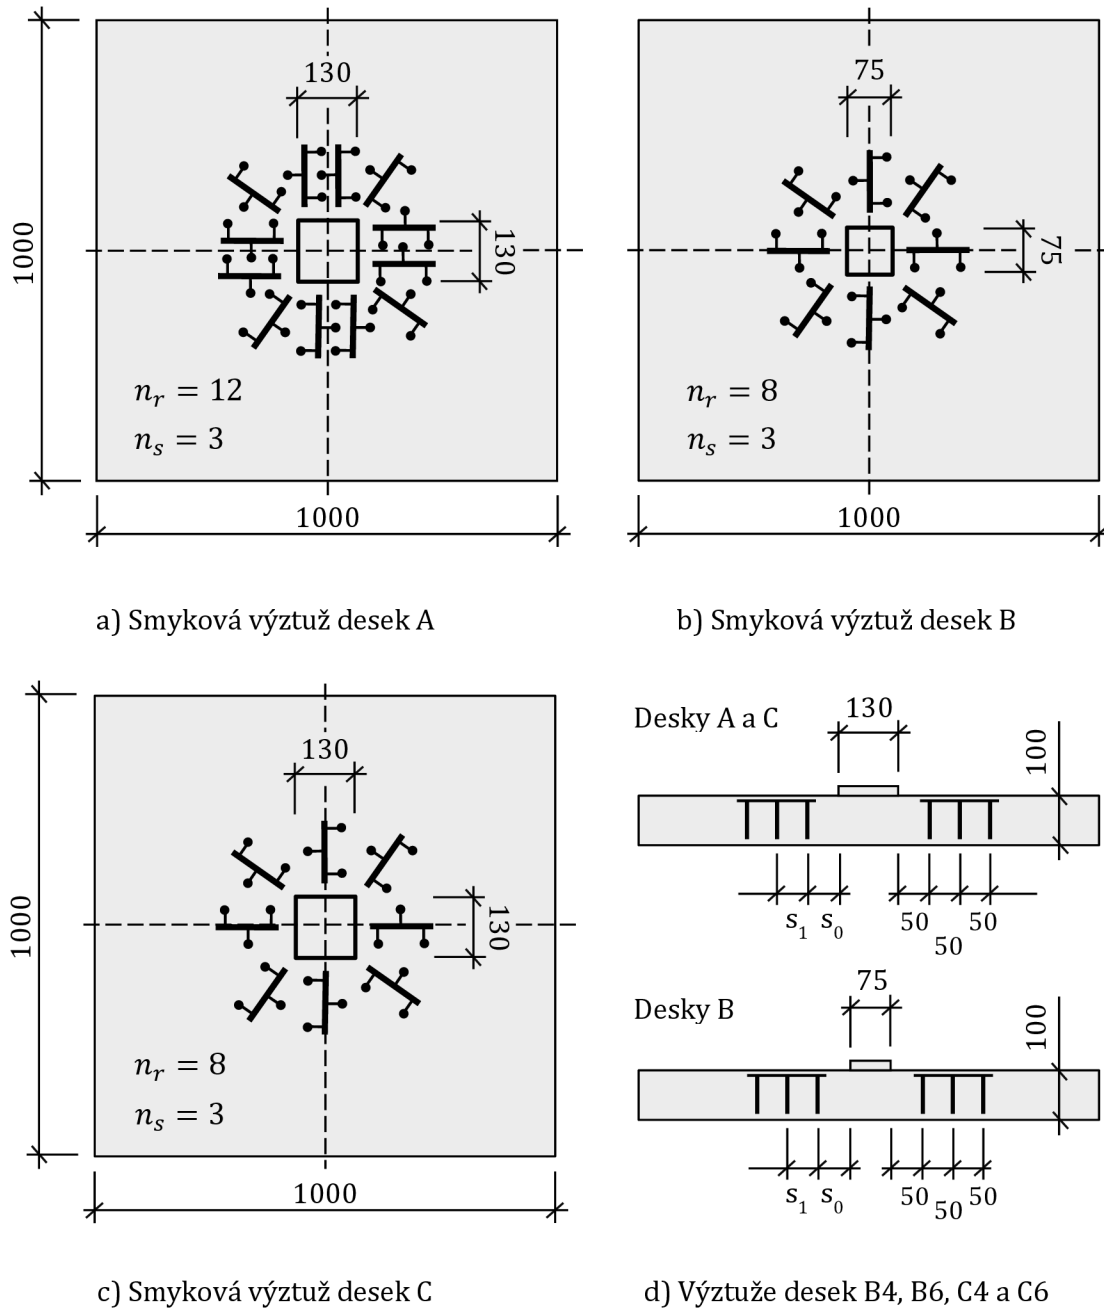 130
1000
130
n_r = 12
n_s = 3
1000
a) Smyková výztuž desek A
75
75
n_r = 8
n_s = 3
1000
b) Smyková výztuž desek B
130
1000
130
n_r = 8
n_s = 3
1000
c) Smyková výztuž desek C
Desky A a C
130
100
s_1 s_0 50 50
50
Desky B
75
100
s_1 s_0 50 50
50
d) Výztuže desek B4, B6, C4 a C6